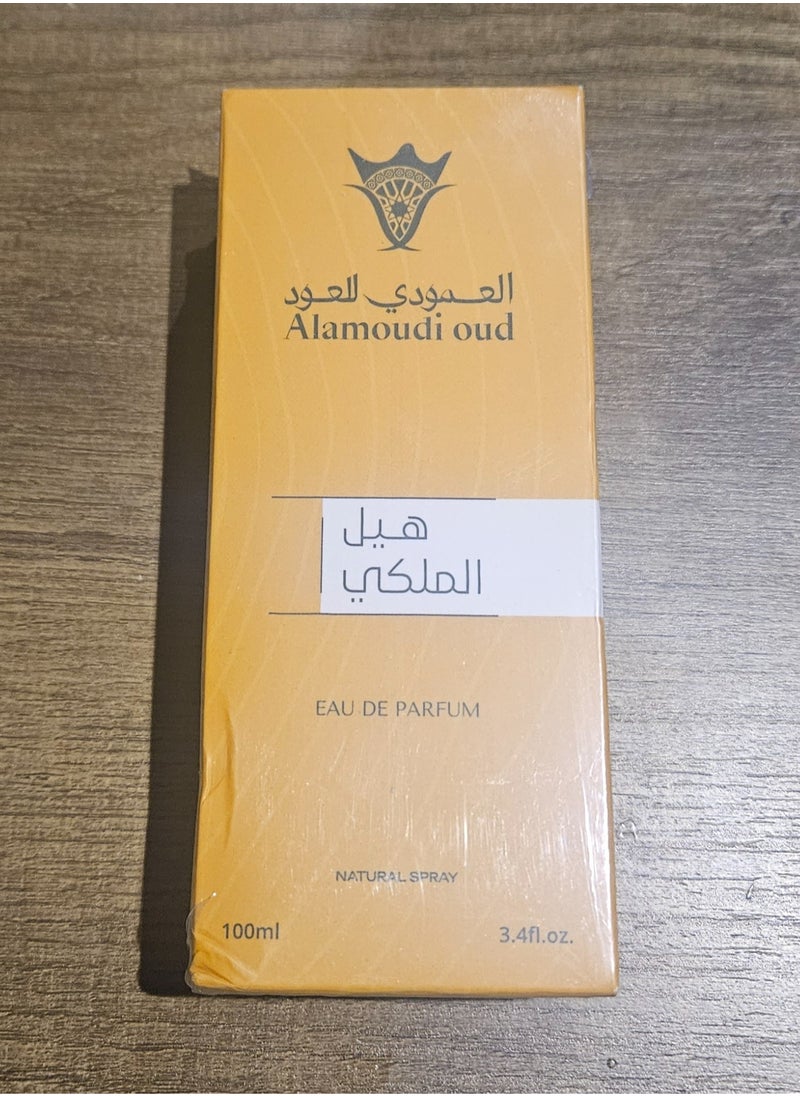 العمودي للعود
Alamoudi oud
هيل
الملكي
EAU DE PARFUM
NATURAL SPRAY
100ml
3.4fl.oz.